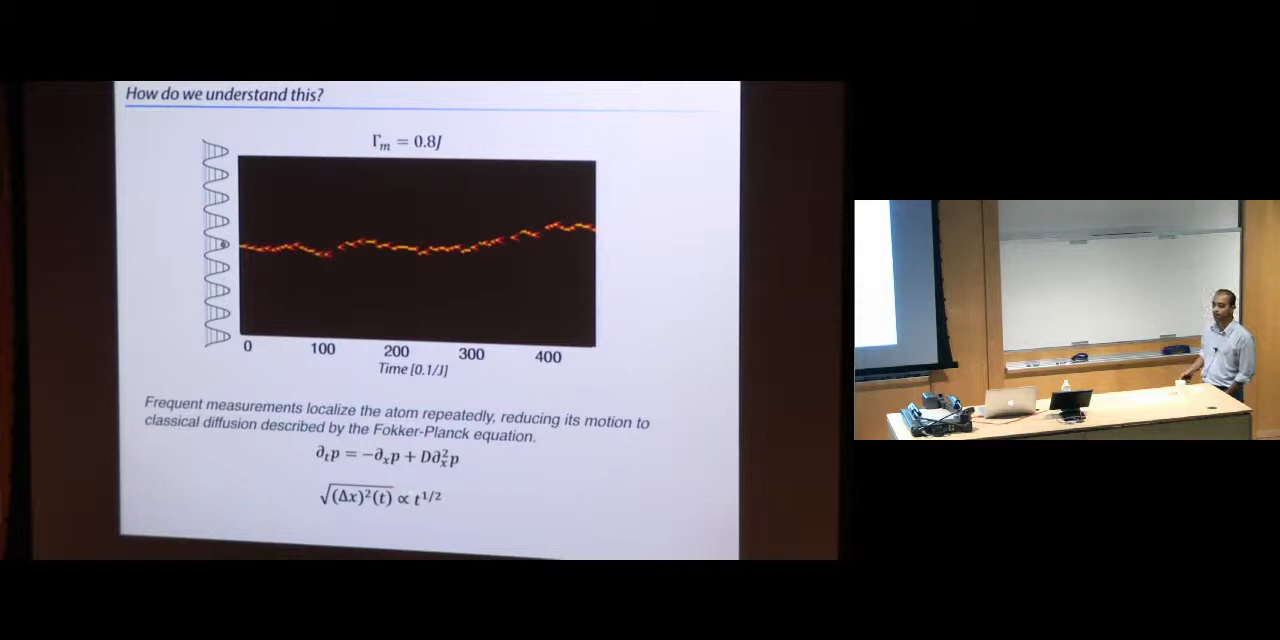 How do we understand this?
Γm = 0.8J
0 100 200 300 400
Time [0.1/J]
Frequent measurements localize the atom repeatedly, reducing its motion to
classical diffusion described by the Fokker-Planck equation.
∂ₜp = −∂ₓp + D∂ₓ²p
√(Δx)²(t) ∝ t^1/2